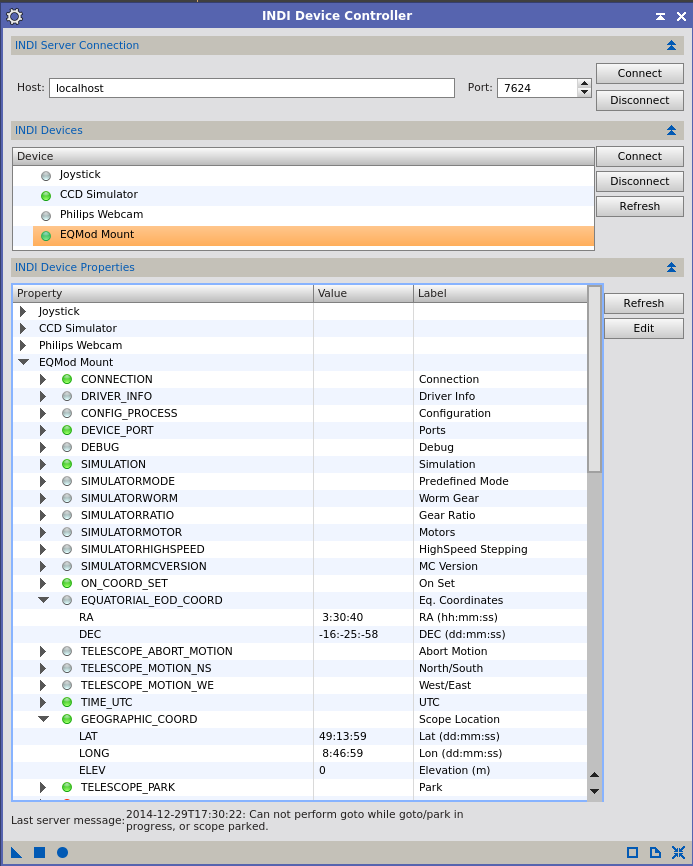 INDI Device Controller
INDI Server Connection
Host: localhost Port: 7624 Connect
Disconnect
INDI Devices
Device Connect
Joystick
CCD Simulator Disconnect
Philips Webcam Refresh
EQMod Mount
INDI Device Properties
Property Value Label Refresh
Joystick
CCD Simulator Edit
Philips Webcam
EQMod Mount
CONNECTION Connection
DRIVER_INFO Driver Info
CONFIG_PROCESS Configuration
DEVICE_PORT Ports
DEBUG Debug
SIMULATION Simulation
SIMULATORMODE Predefined Mode
SIMULATORWORM Worm Gear
SIMULATORRATIO Gear Ratio
SIMULATORMOTOR Motors
SIMULATORHIGHSPEED HighSpeed Stepping
SIMULATORMCVERSION MC Version
ON_COORD_SET On Set
EQUATORIAL_EOD_COORD Eq. Coordinates
RA 3:30:40 RA (hh:mm:ss)
DEC -16:-25:-58 DEC (dd:mm:ss)
TELESCOPE_ABORT_MOTION Abort Motion
TELESCOPE_MOTION_NS North/South
TELESCOPE_MOTION_WE West/East
TIME_UTC UTC
GEOGRAPHIC_COORD Scope Location
LAT 49:13:59 Lat (dd:mm:ss)
LONG 8:46:59 Lon (dd:mm:ss)
ELEV 0 Elevation (m)
TELESCOPE_PARK Park
Last server message: 2014-12-29T17:30:22: Can not perform goto while goto/park in
progress, or scope parked.